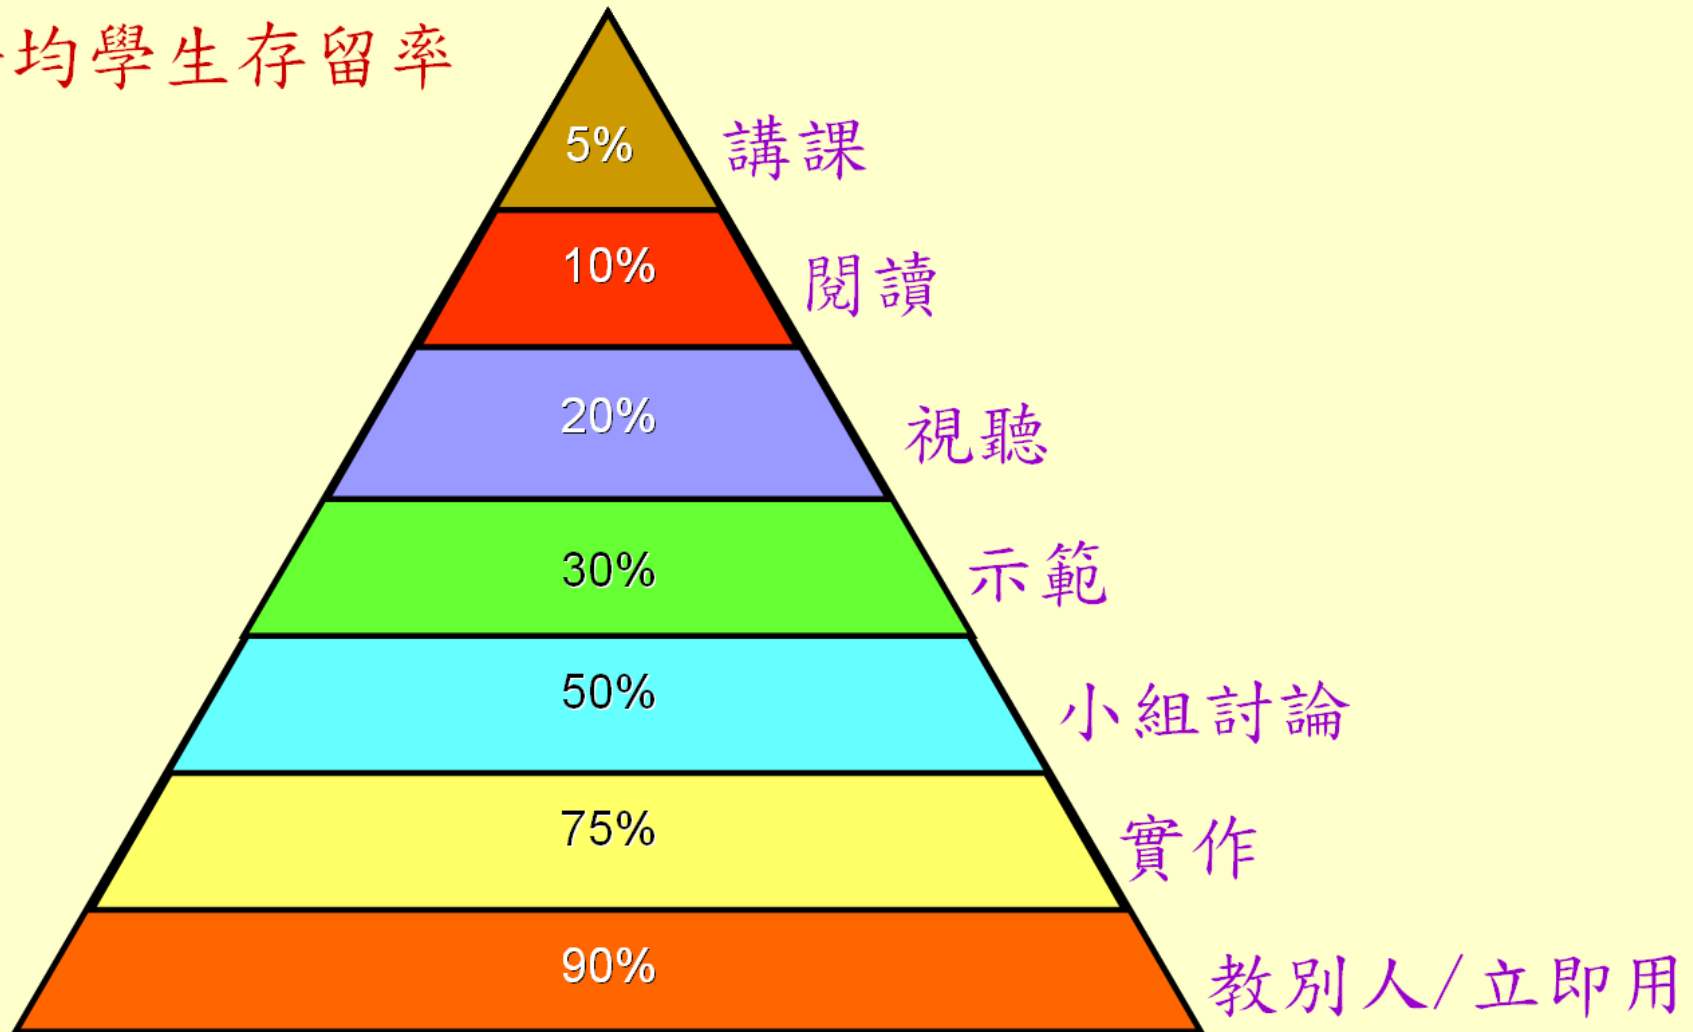 均學生存留率
5% 講課
10% 閱讀
20% 視聽
30% 示範
50% 小組討論
75% 實作
90% 教別人/立即用